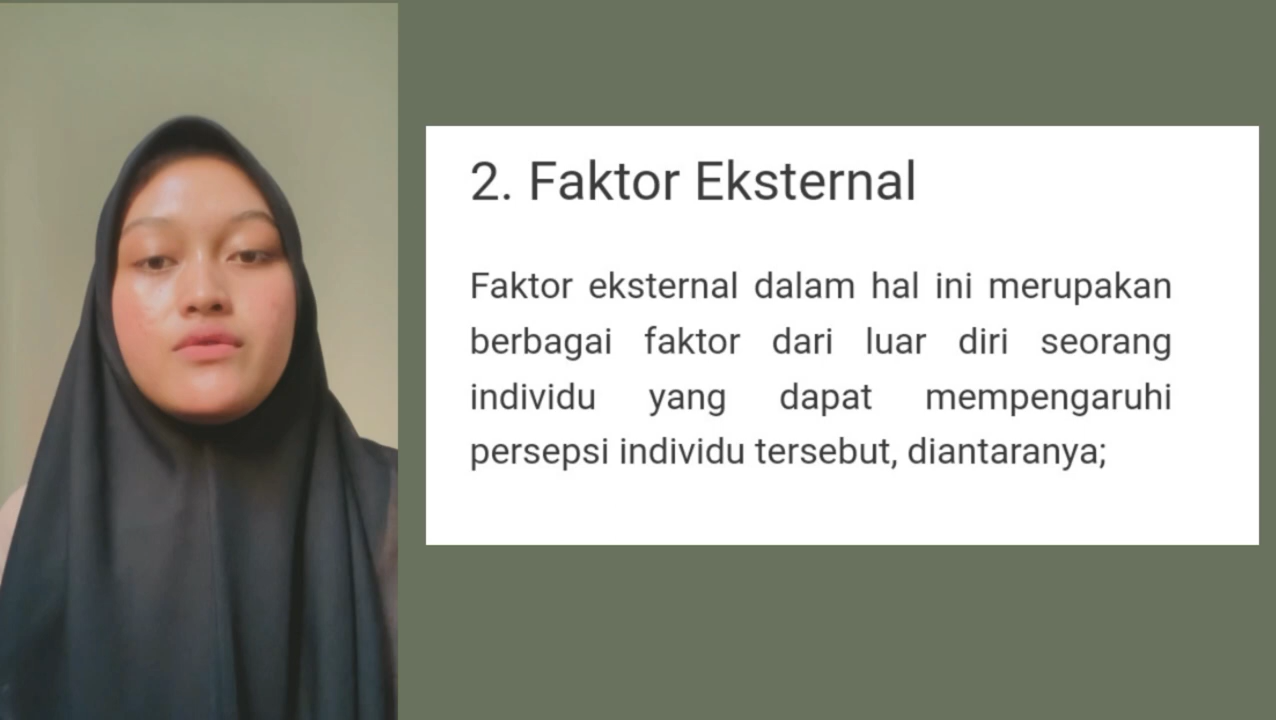 2. Faktor Eksternal
Faktor eksternal dalam hal ini merupakan
berbagai faktor dari luar diri seorang
individu yang dapat mempengaruhi
persepsi individu tersebut, diantaranya;